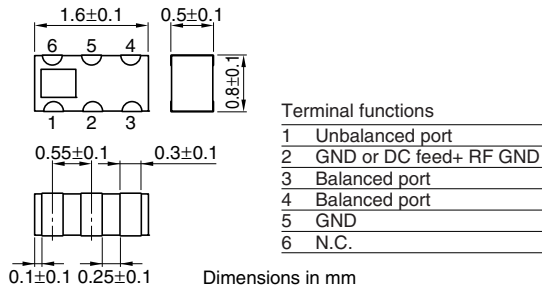 1.6±0.1 0.5±0.1
6 5 4
0.8±0.1
1 2 3
0.55±0.1 0.3±0.1
0.1±0.1 0.25±0.1
Dimensions in mm
Terminal functions
1 Unbalanced port
2 GND or DC feed+ RF GND
3 Balanced port
4 Balanced port
5 GND
6 N.C.